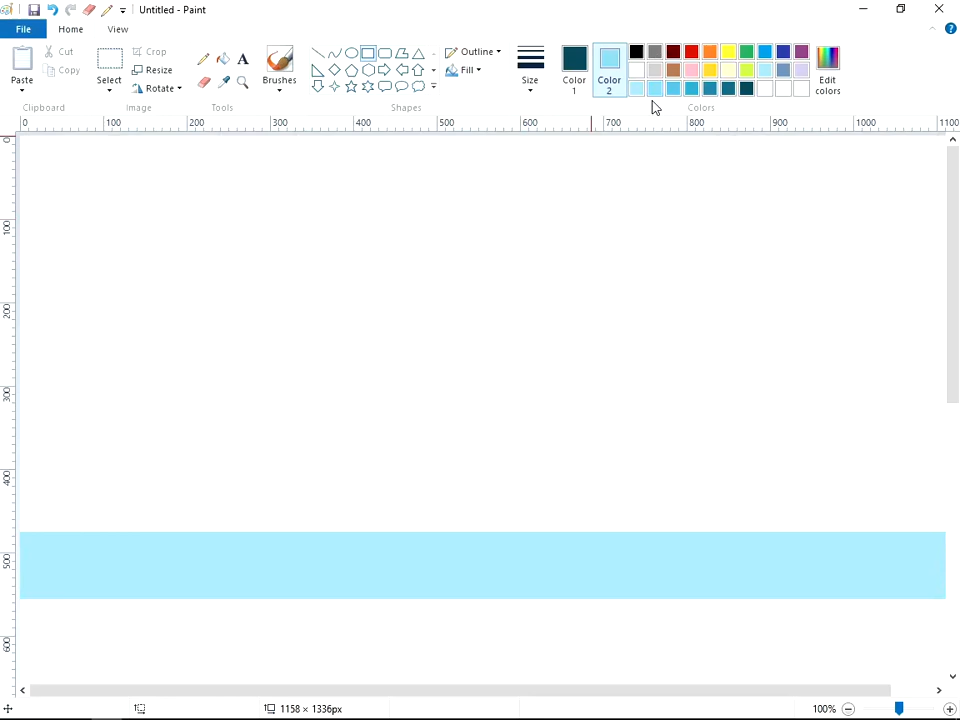 Untitled - Paint
File Home View
Paste
Cut
Copy
Clipboard
Select
Crop
Resize
Rotate
Image
Tools
Brushes
Shapes
Outline
Fill
Size
Color 1
Color 2
Colors
Edit colors
0 100 200 300 400 500 600 700 800 900 1000 1100
0
100
200
300
400
500
600
1158 × 1336px
100%